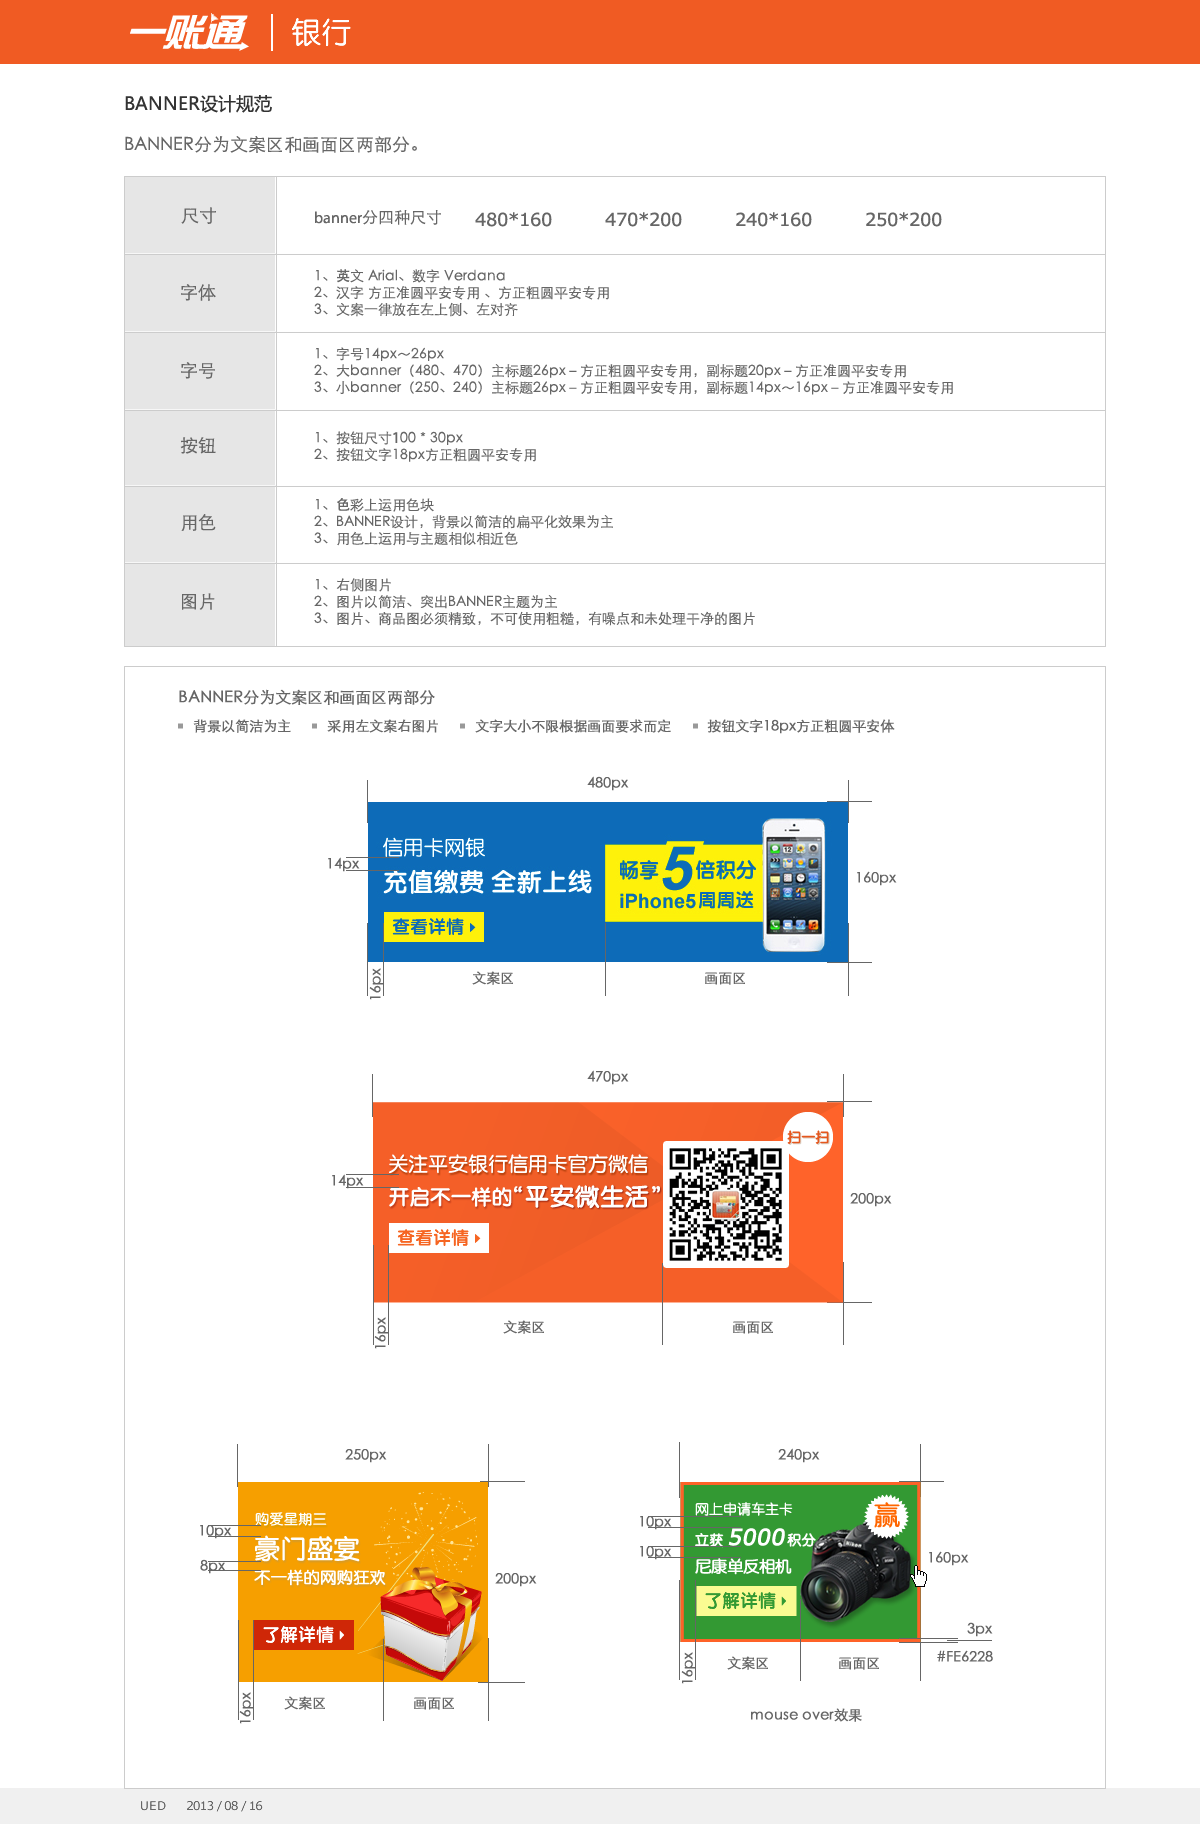 一账通 银行
BANNER设计规范
BANNER分为文案区和画面区两部分。
尺寸
banner分四种尺寸 480*160 470*200 240*160 250*200
字体
1、英文 Arial、数字 Verdana
2、汉字 方正准圆平安专用 、方正粗圆平安专用
3、文案一律放在左上侧、左对齐
字号
1、字号14px～26px
2、大banner（480、470）主标题26px – 方正粗圆平安专用，副标题20px – 方正准圆平安专用
3、小banner（250、240）主标题26px – 方正粗圆平安专用，副标题14px～16px – 方正准圆平安专用
按钮
1、按钮尺寸100 * 30px
2、按钮文字18px方正粗圆平安专用
用色
1、色彩上运用色块
2、BANNER设计，背景以简洁的扁平化效果为主
3、用色上运用与主题相似相近色
图片
1、右侧图片
2、图片以简洁、突出BANNER主题为主
3、图片、商品图必须精致，不可使用粗糙，有噪点和未处理干净的图片
BANNER分为文案区和画面区两部分
背景以简洁为主 采用左文案右图片 文字大小不限根据画面要求而定 按钮文字18px方正粗圆平安体
480px
信用卡网银
14px
充值缴费 全新上线
查看详情
畅享5倍积分
iPhone5周周送
160px
16px
文案区
画面区
470px
扫一扫
关注平安银行信用卡官方微信
14px
开启不一样的“平安微生活”
查看详情
200px
16px
文案区
画面区
250px
购爱星期三
10px
豪门盛宴
8px
不一样的网购狂欢
了解详情
200px
16px
文案区
画面区
240px
网上申请车主卡
10px
立获 5000 积分
10px
尼康单反相机
了解详情
赢
Nikon
160px
3px
#FE6228
16px
文案区
画面区
mouse over效果
UED 2013 / 08 / 16